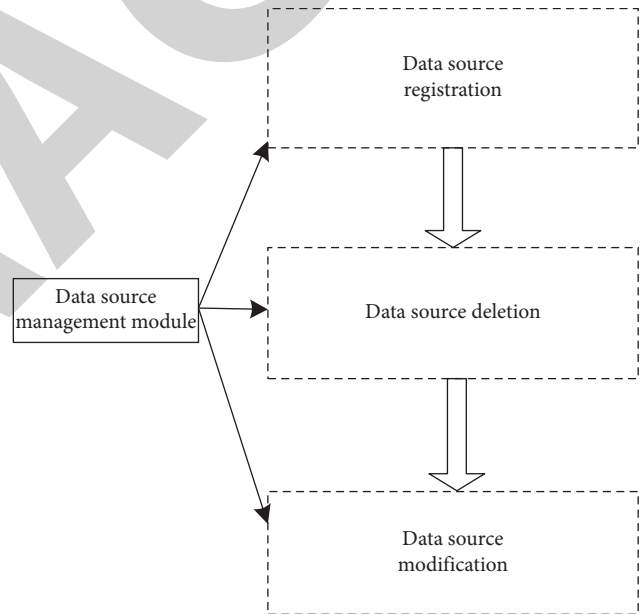 Data source
registration
Data source
management module
Data source deletion
Data source
modification